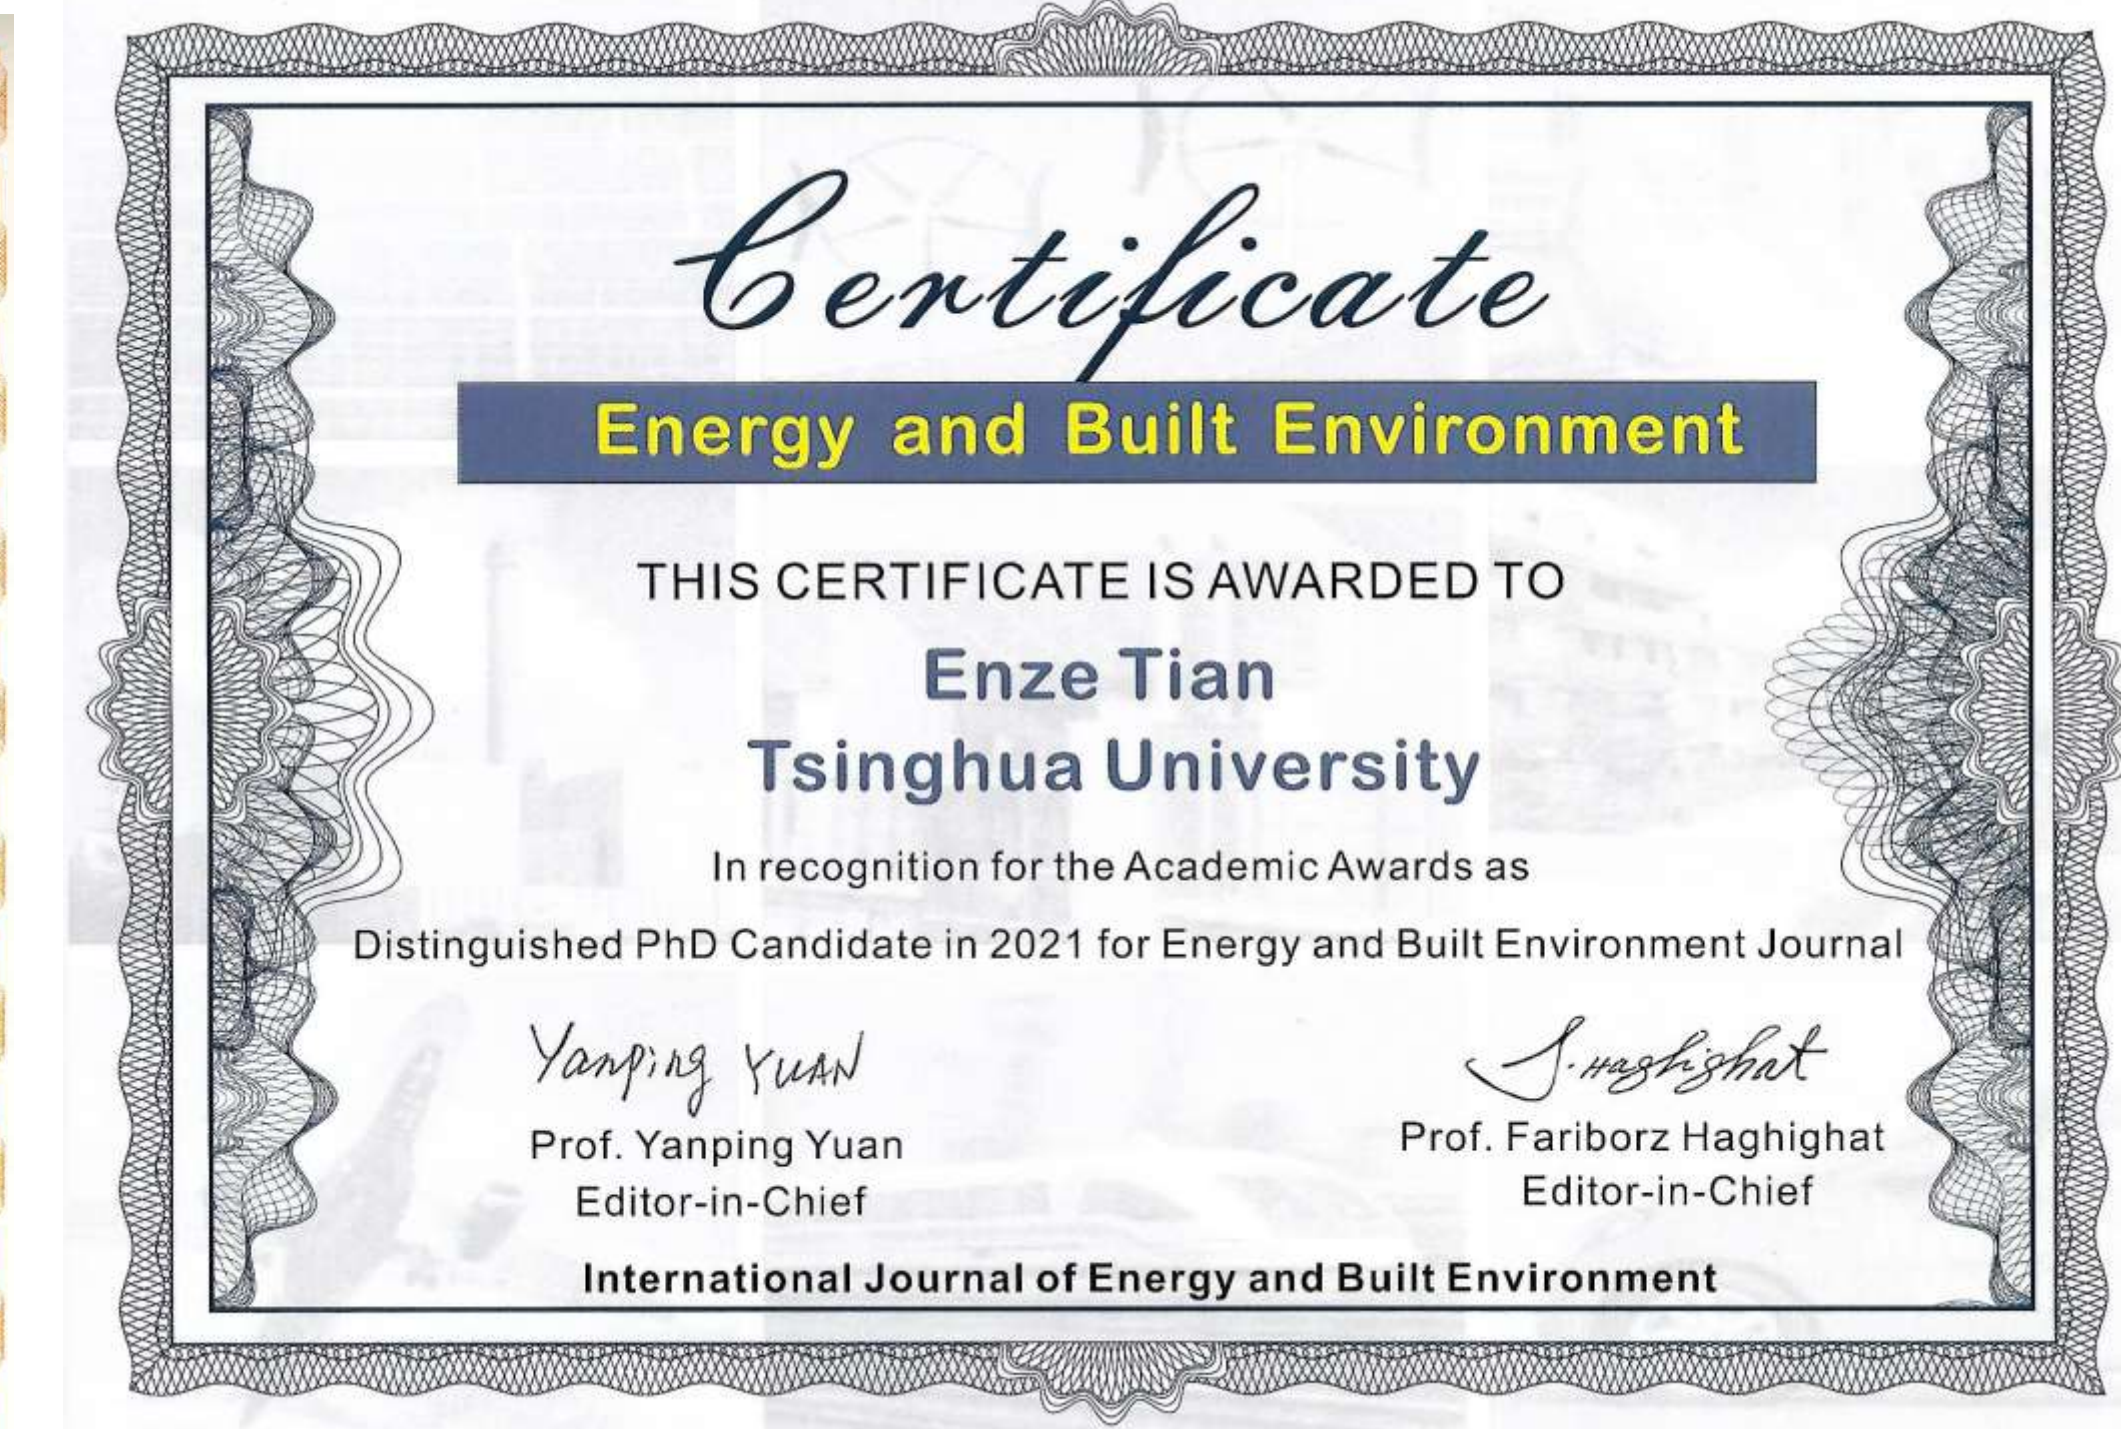 Certificate
Energy and Built Environment
THIS CERTIFICATE IS AWARDED TO
Enze Tian
Tsinghua University
In recognition for the Academic Awards as
Distinguished PhD Candidate in 2021 for Energy and Built Environment Journal
Yanping YUAN
F. Haghighat
Prof. Yanping Yuan
Prof. Fariborz Haghighat
Editor-in-Chief
Editor-in-Chief
International Journal of Energy and Built Environment